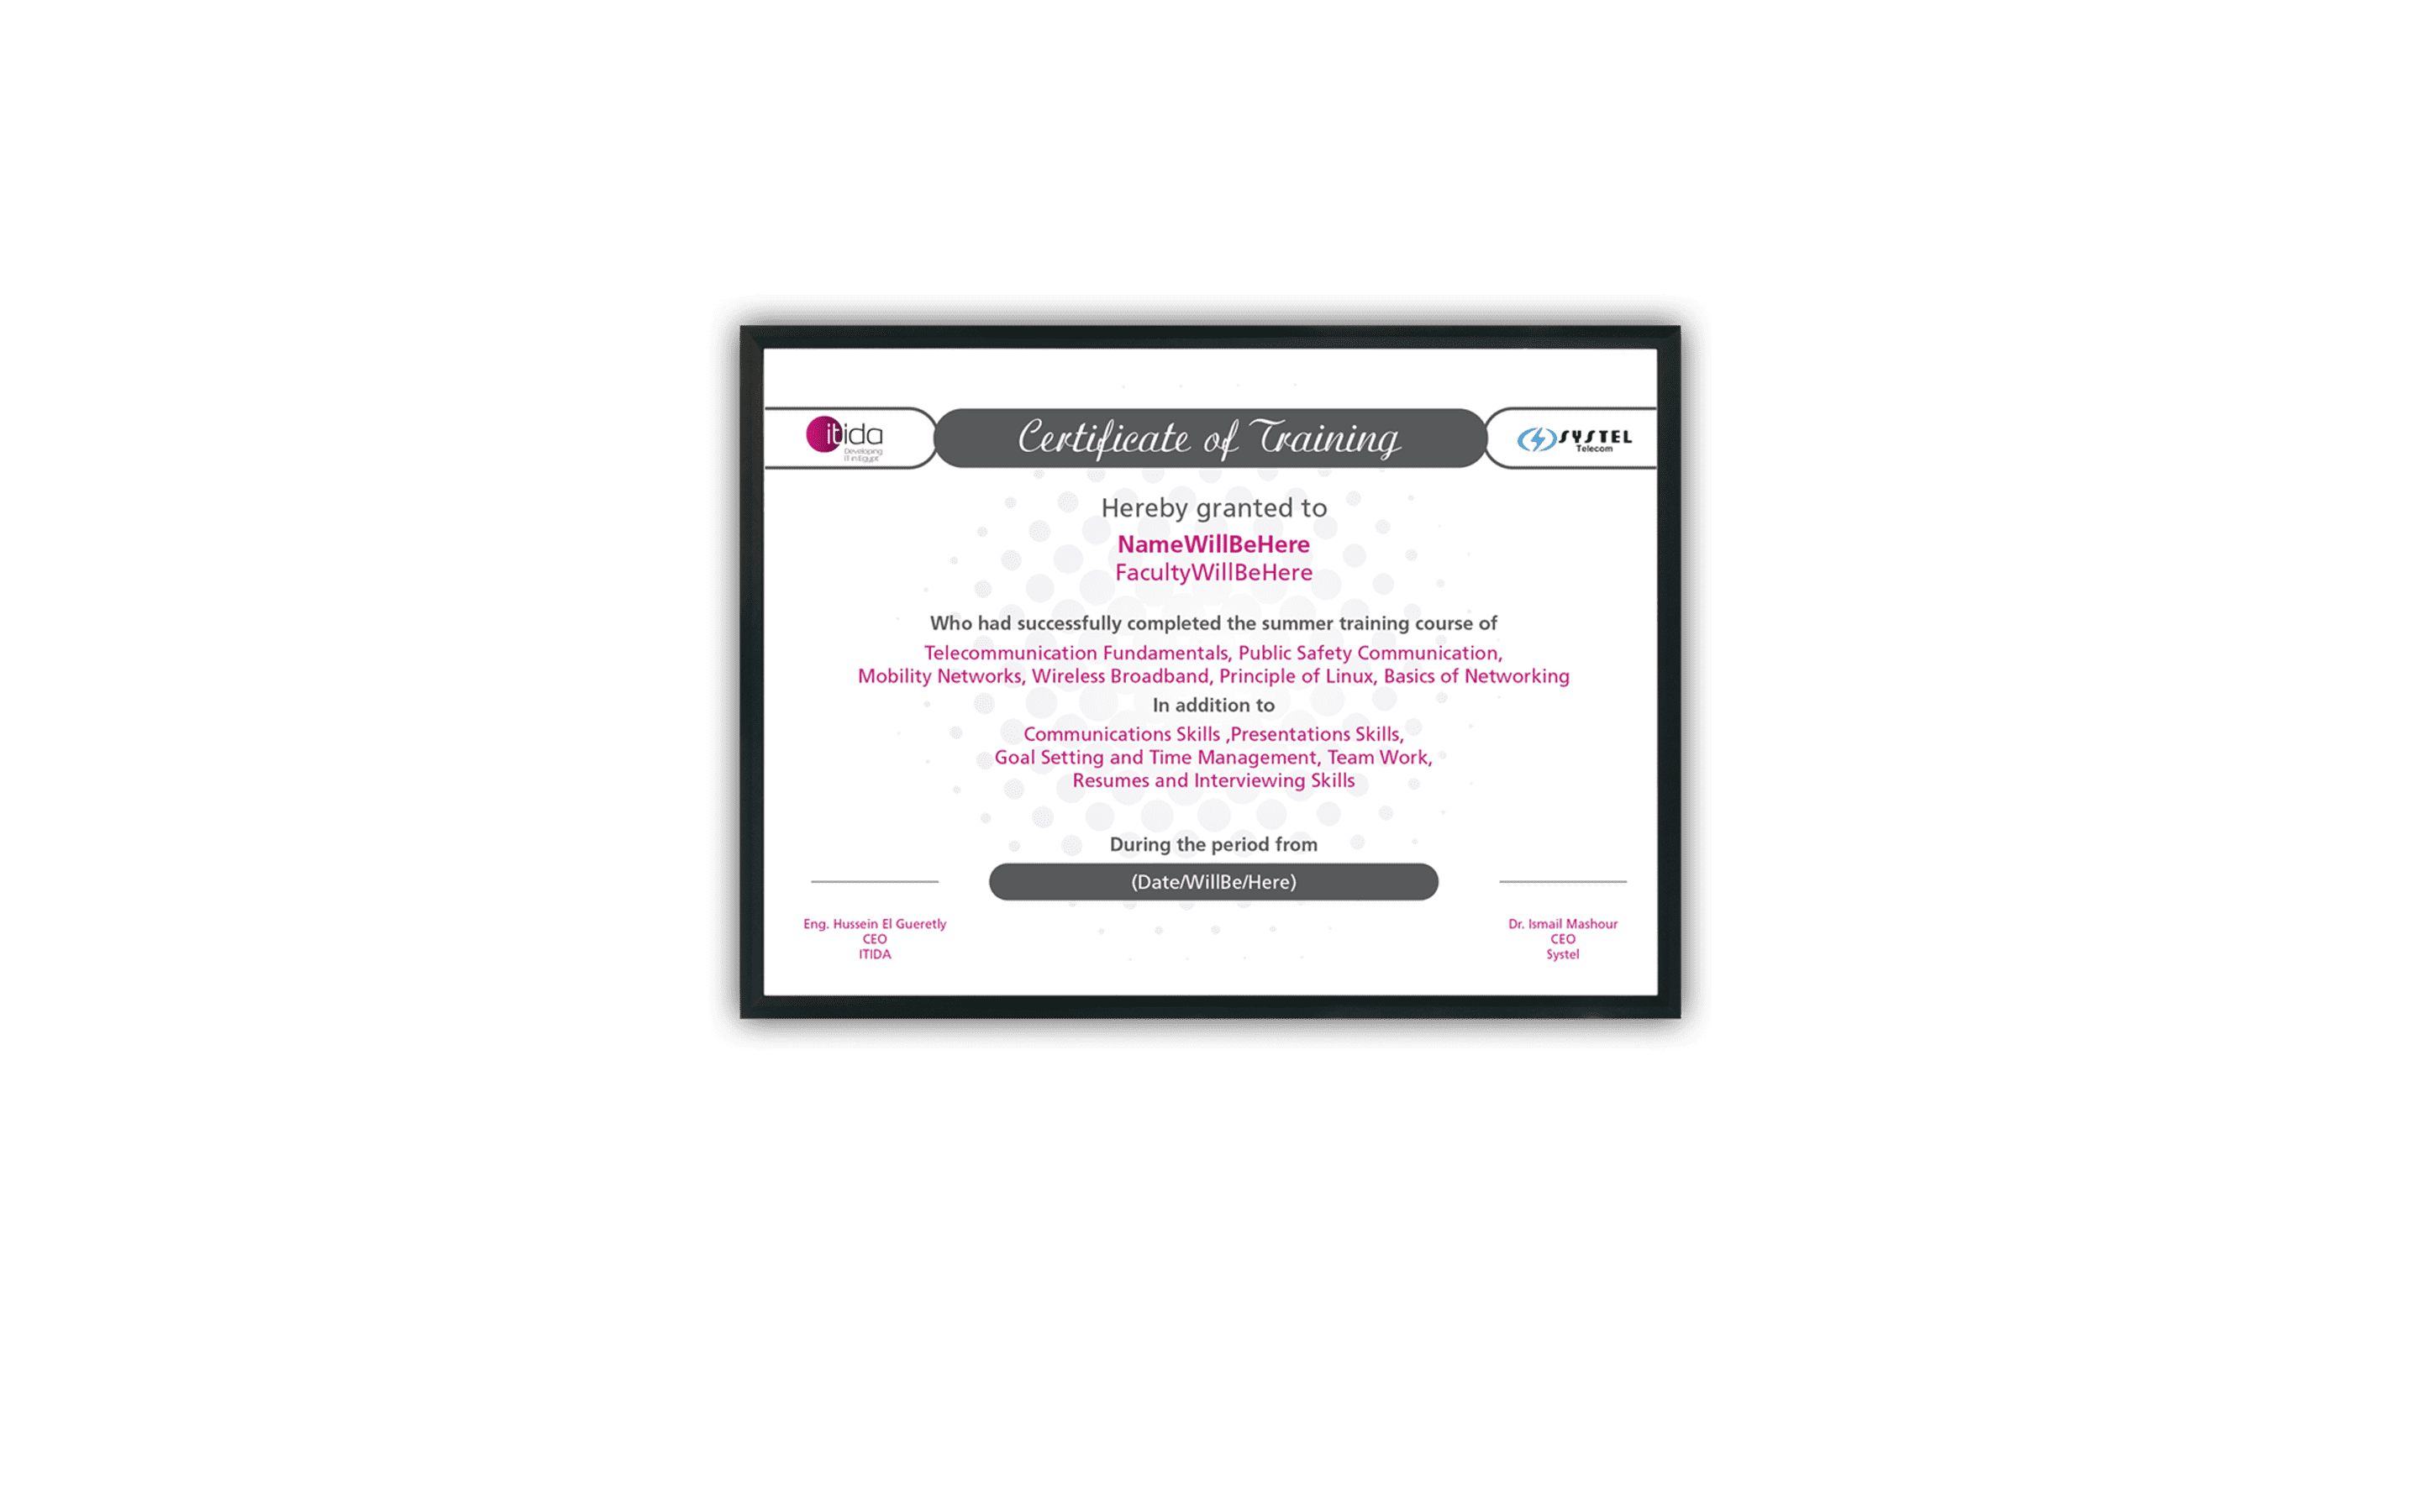 itida
Developing
IT in Egypt
Certificate of Training
SYSTEL
Telecom
Hereby granted to
NameWillBeHere
FacultyWillBeHere
Who had successfully completed the summer training course of
Telecommunication Fundamentals, Public Safety Communication,
Mobility Networks, Wireless Broadband, Principle of Linux, Basics of Networking
In addition to
Communications Skills ,Presentations Skills,
Goal Setting and Time Management, Team Work,
Resumes and Interviewing Skills
During the period from
(Date/WillBe/Here)
Eng. Hussein El Gueretly
CEO
ITIDA
Dr. Ismail Mashour
CEO
Systel